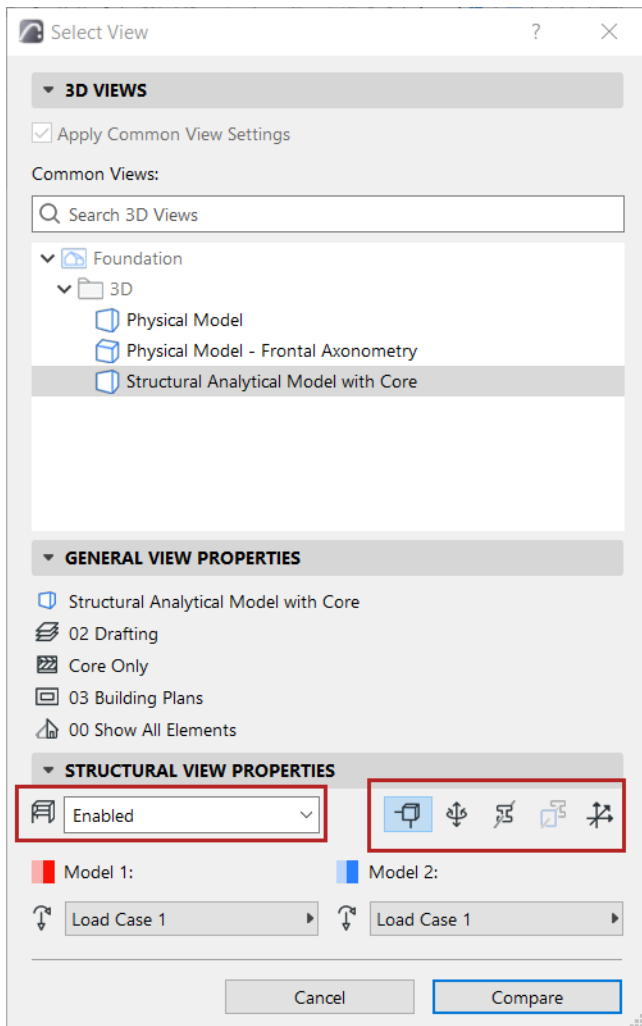 Select View
?
3D VIEWS
Apply Common View Settings
Common Views:
Search 3D Views
Foundation
3D
Physical Model
Physical Model - Frontal Axonometry
Structural Analytical Model with Core
GENERAL VIEW PROPERTIES
Structural Analytical Model with Core
02 Drafting
Core Only
03 Building Plans
00 Show All Elements
STRUCTURAL VIEW PROPERTIES
Enabled
Model 1: Model 2:
Load Case 1 Load Case 1
Cancel Compare